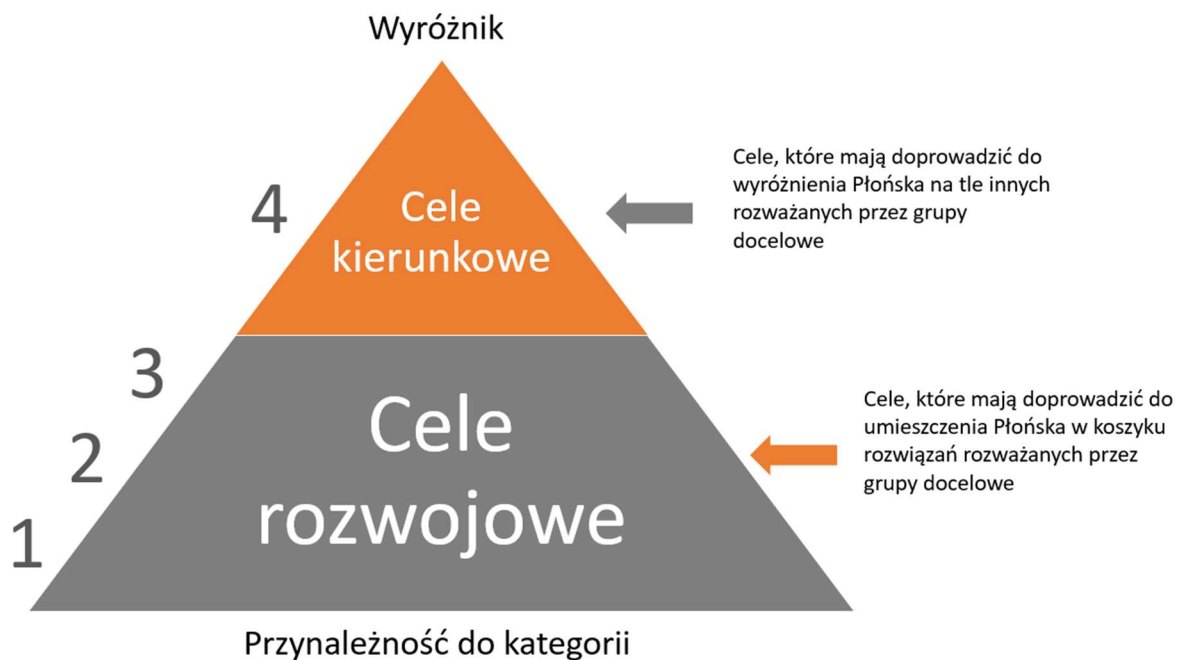 Wyróżnik
4
Cele
kierunkowe
Cele, które mają doprowadzić do
wyróżnienia Płońska na tle innych
rozważanych przez grupy
docelowe
3
2
1
Cele
rozwojowe
Cele, które mają doprowadzić do
umieszczenia Płońska w koszyku
rozwiązań rozważanych przez
grupy docelowe
Przynależność do kategorii